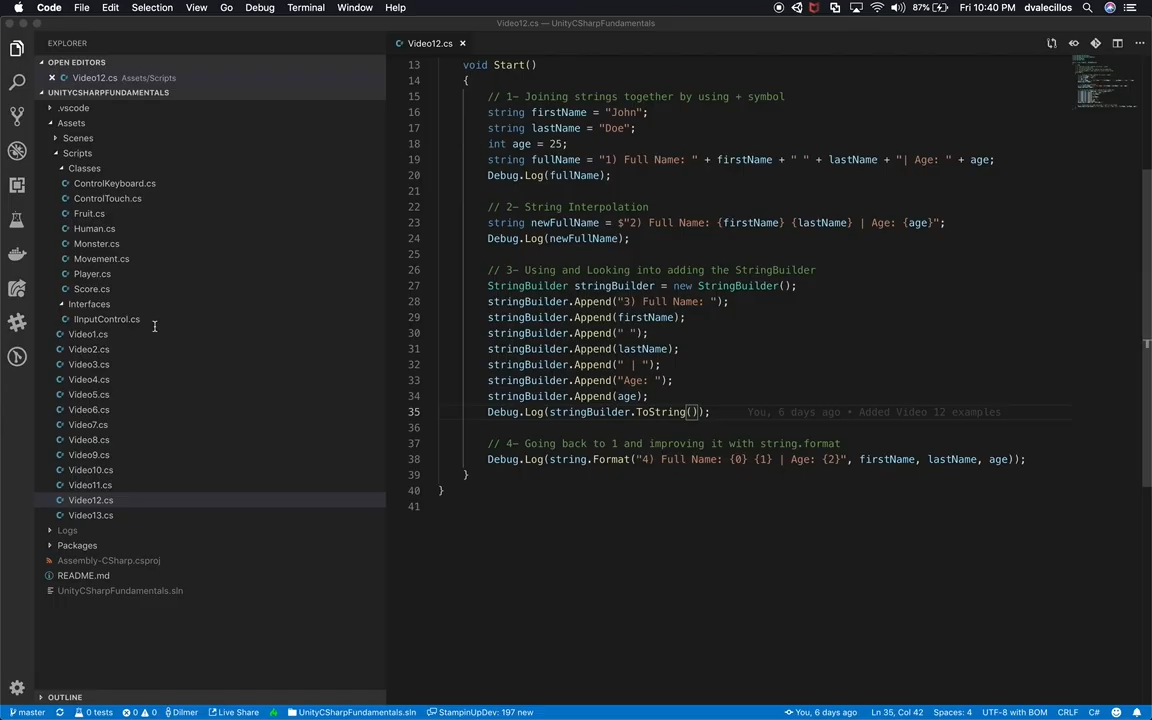 Code File Edit Selection View Go Debug Terminal Window Help
87% Fri 10:40 PM dvalecillos
Video12.cs — UnityCSharpFundamentals
EXPLORER
OPEN EDITORS
Video12.cs Assets/Scripts
UNITYCSHARPFUNDAMENTALS
.vscode
Assets
Scenes
Scripts
Classes
ControlKeyboard.cs
ControlTouch.cs
Fruit.cs
Human.cs
Monster.cs
Movement.cs
Player.cs
Score.cs
Interfaces
IInputControl.cs
Video1.cs
Video2.cs
Video3.cs
Video4.cs
Video5.cs
Video6.cs
Video7.cs
Video8.cs
Video9.cs
Video10.cs
Video11.cs
Video12.cs
Video13.cs
Logs
Packages
Assembly-CSharp.csproj
README.md
UnityCSharpFundamentals.sln
OUTLINE
Video12.cs
13 void Start()
14 {
15 // 1- Joining strings together by using + symbol
16 string firstName = "John";
17 string lastName = "Doe";
18 int age = 25;
19 string fullName = "1) Full Name: " + firstName + " " + lastName + "| Age: " + age;
20 Debug.Log(fullName);
21
22 // 2- String Interpolation
23 string newFullName = $"2) Full Name: {firstName} {lastName} | Age: {age}";
24 Debug.Log(newFullName);
25
26 // 3- Using and Looking into adding the StringBuilder
27 StringBuilder stringBuilder = new StringBuilder();
28 stringBuilder.Append("3) Full Name: ");
29 stringBuilder.Append(firstName);
30 stringBuilder.Append(" ");
31 stringBuilder.Append(lastName);
32 stringBuilder.Append(" | ");
33 stringBuilder.Append("Age: ");
34 stringBuilder.Append(age);
35 Debug.Log(stringBuilder.ToString()); You, 6 days ago • Added Video 12 examples
36
37 // 4- Going back to 1 and improving it with string.format
38 Debug.Log(string.Format("4) Full Name: {0} {1} | Age: {2}", firstName, lastName, age));
39 }
40 }
41
master 0 tests 0 0 Dilmer Live Share UnityCSharpFundamentals.sln StampinUpDev: 197 new You, 6 days ago Ln 35, Col 42 Spaces: 4 UTF-8 with BOM CRLF C#